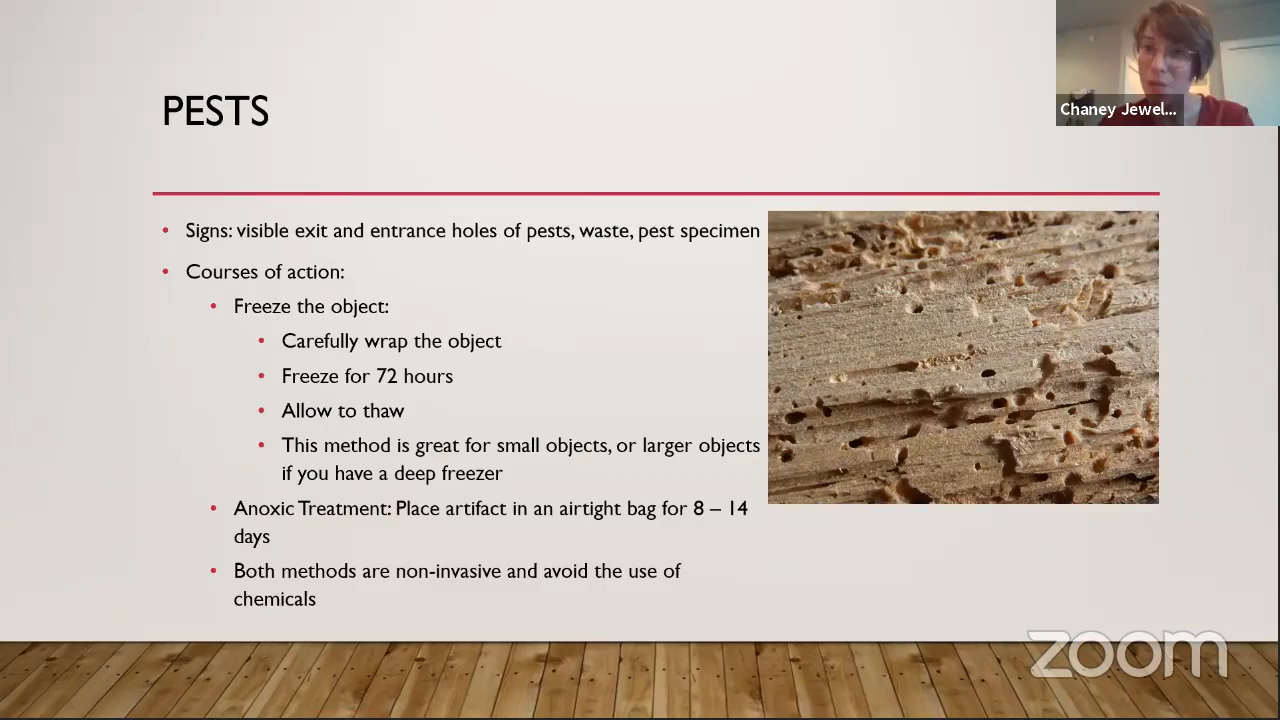 PESTS
Chaney Jewel...
• Signs: visible exit and entrance holes of pests, waste, pest specimen
• Courses of action:
• Freeze the object:
• Carefully wrap the object
• Freeze for 72 hours
• Allow to thaw
• This method is great for small objects, or larger objects
if you have a deep freezer
• Anoxic Treatment: Place artifact in an airtight bag for 8 – 14
days
• Both methods are non-invasive and avoid the use of
chemicals
zoom